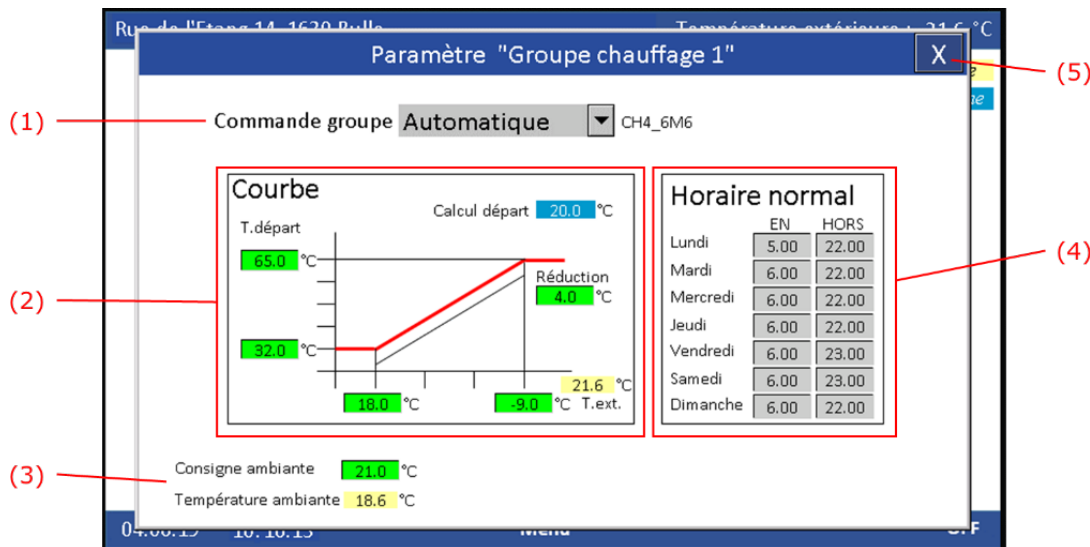 Rue de l'Etang 14, 1630 Bulle
Température extérieure : 21.6 °C
Paramètre "Groupe chauffage 1"
X
(5)
(1)
Commande groupe Automatique CH4_6M6
(2)
Courbe
Calcul départ 20.0 °C
T.départ
65.0 °C
Réduction
4.0 °C
32.0 °C
21.6 °C
18.0 °C -9.0 °C T.ext.
Horaire normal
EN HORS
Lundi 5.00 22.00
Mardi 6.00 22.00
Mercredi 6.00 22.00
Jeudi 6.00 22.00
Vendredi 6.00 23.00
Samedi 6.00 23.00
Dimanche 6.00 22.00
(4)
(3)
Consigne ambiante 21.0 °C
Température ambiante 18.6 °C
Menu